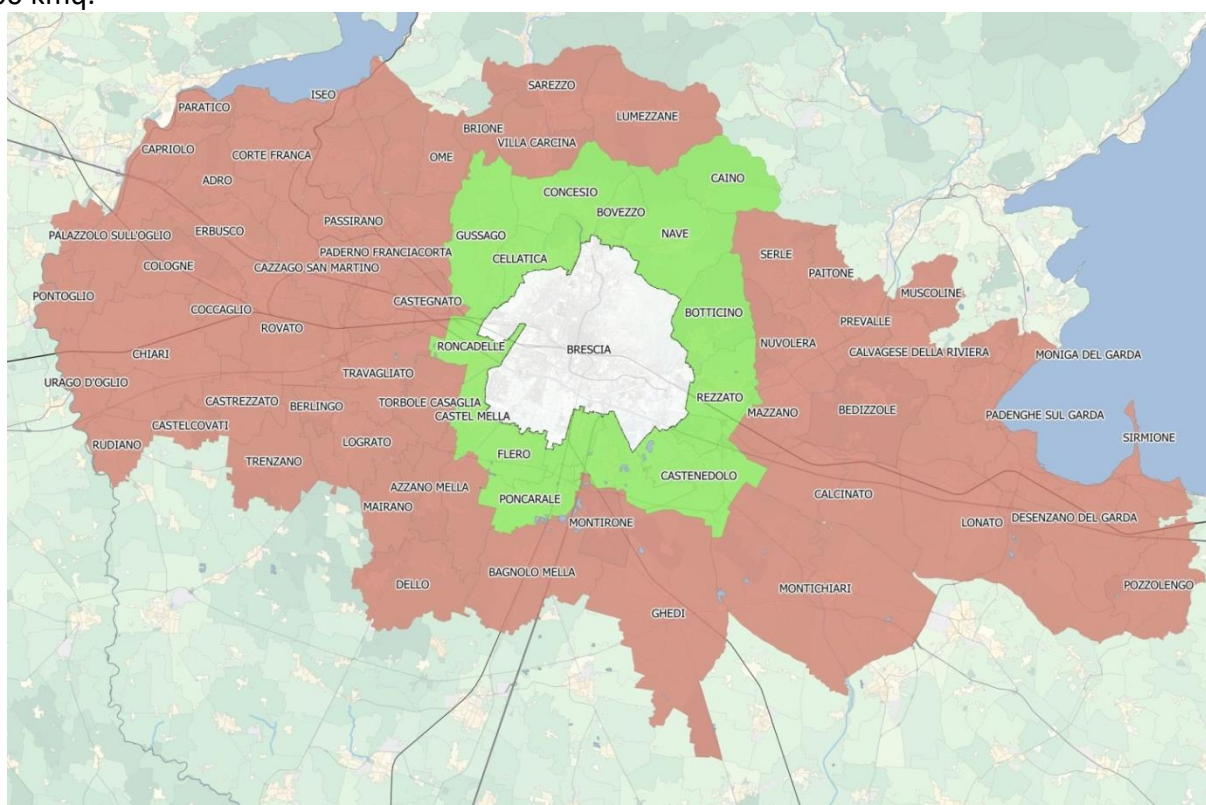 ISEO
SAREZZO
PARATICO
LUMEZZANE
BRIONE
VILLA CARCINA
CAPRIOLO
CORTE FRANCA
OME
ADRO
CAINO
CONCESIO
BOVEZZO
PASSIRANO
ERBUSCO
NAVE
PALAZZOLO SULL'OGLIO
GUSSAGO
PADERNO FRANCIACORTA
SERLE
CELLATICA
COLOGNE
CAZZAGO SAN MARTINO
PAITONE
MUSCOLINE
PONTOGLIO
CASTEGNATO
COCCAGLIO
BOTTICINO
PREVALLE
ROVATO
NUVOLERA
RONCADELLE
BRESCIA
CALVAGESE DELLA RIVIERA
CHIARI
MONIGA DEL GARDA
TRAVAGLIATO
URAGO D'OGLIO
REZZATO
CASTREZZATO
BERLINGO
TORBOLE CASAGLIA
BEDIZZOLE
MAZZANO
CASTEL MELLA
PADENGHE SUL GARDA
CASTELCOVATI
SIRMIONE
RUDIANO
LOGRATO
FLERO
TRENZANO
CASTENEDOLO
AZZANO MELLA
CALCINATO
PONCARALE
MAIRANO
DESENZANO DEL GARDA
MONTIRONE
LONATO
BAGNOLO MELLA
DELLO
POZZOLENGO
MONTICHIARI
GHEDI